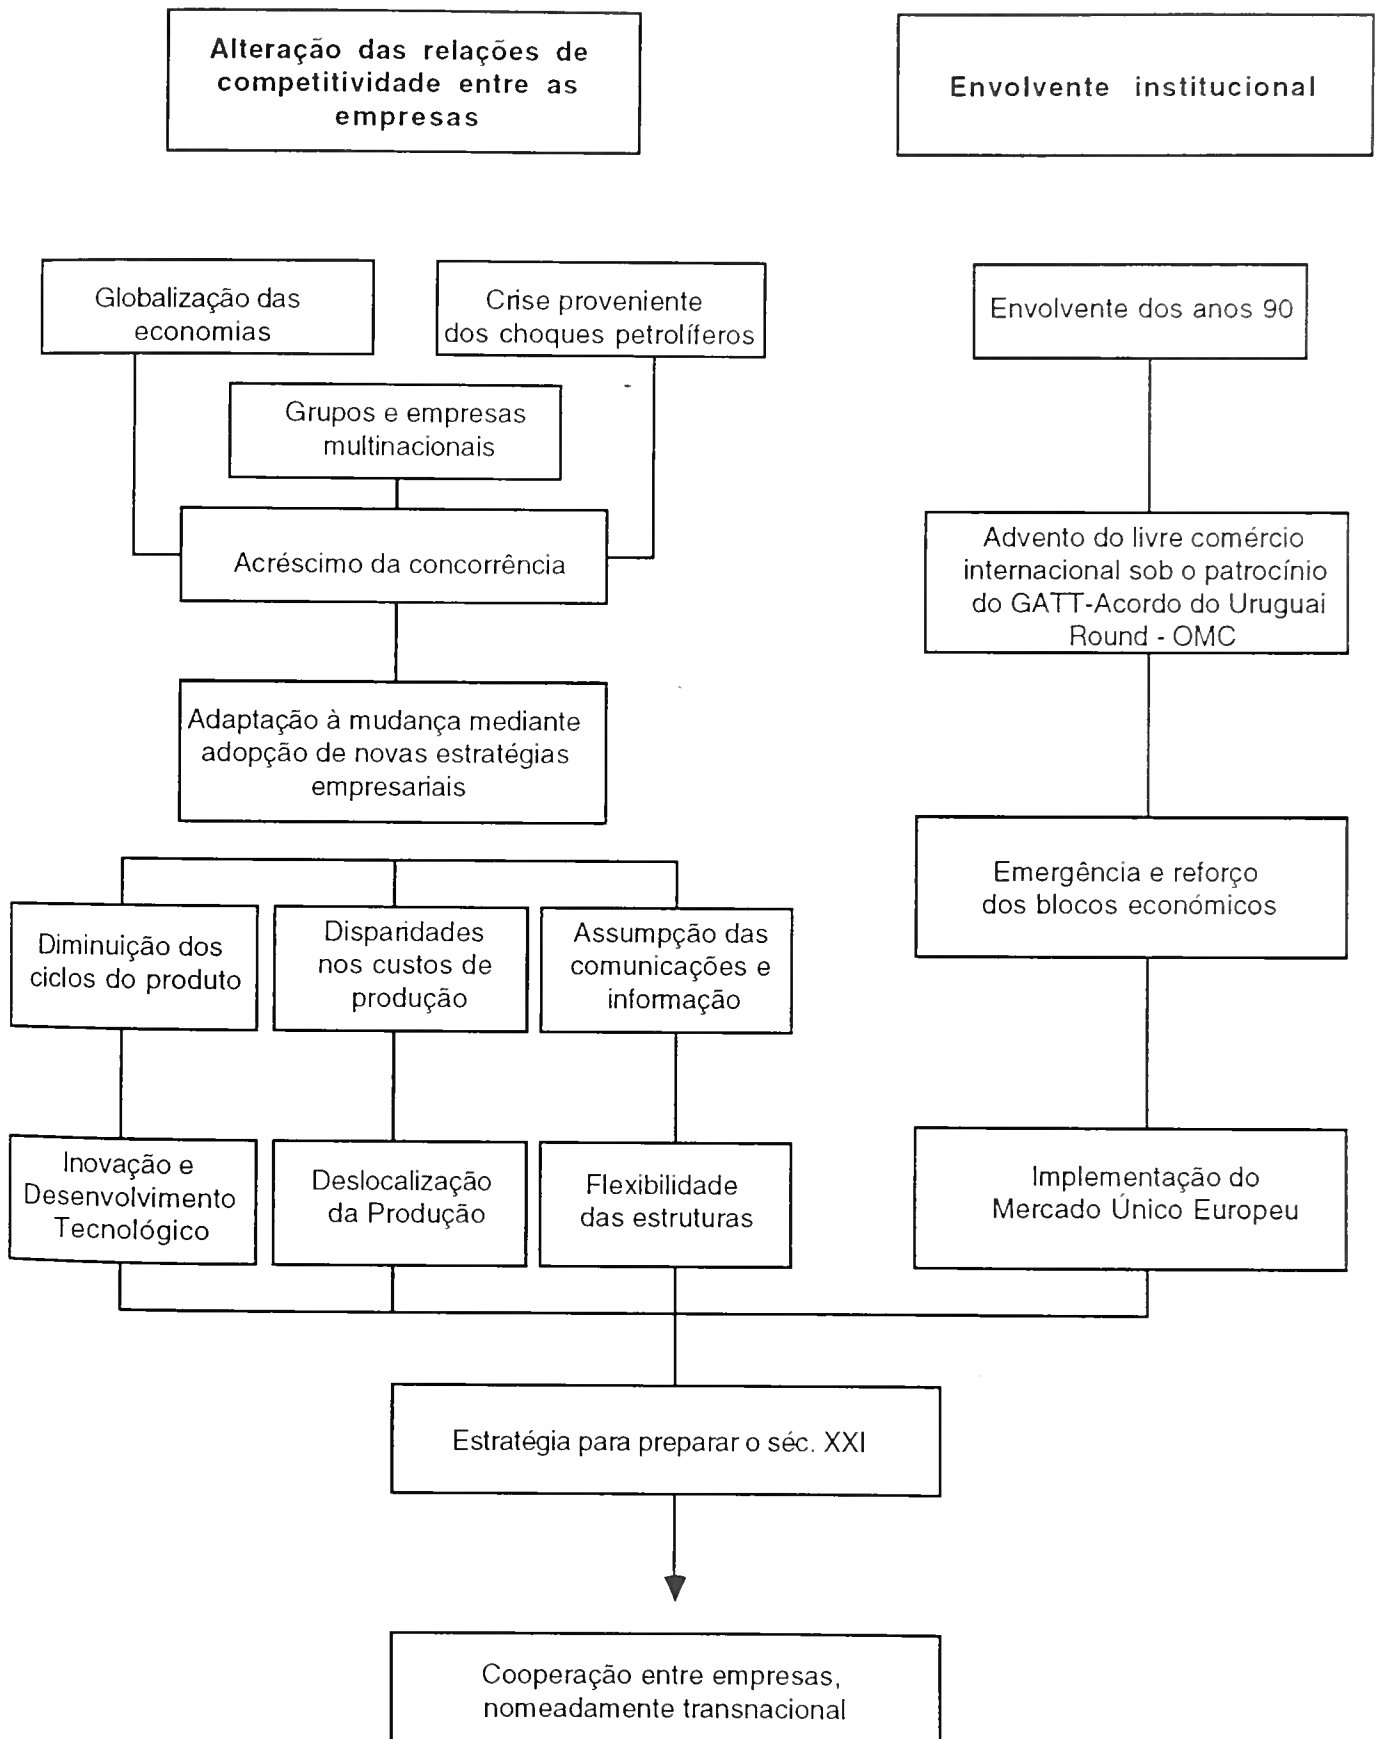 Alteração das relações de
competitividade entre as
empresas
Envolvente institucional
Globalização das
economias
Crise proveniente
dos choques petrolíferos
Envolvente dos anos 90
Grupos e empresas
multinacionais
Acréscimo da concorrência
Advento do livre comércio
internacional sob o patrocínio
do GATT-Acordo do Uruguai
Round - OMC
Adaptação à mudança mediante
adopção de novas estratégias
empresariais
Emergência e reforço
dos blocos económicos
Diminuição dos
ciclos do produto
Disparidades
nos custos de
produção
Assumpção das
comunicações e
informação
Inovação e
Desenvolvimento
Tecnológico
Deslocalização
da Produção
Flexibilidade
das estruturas
Implementação do
Mercado Único Europeu
Estratégia para preparar o séc. XXI
Cooperação entre empresas,
nomeadamente transnacional